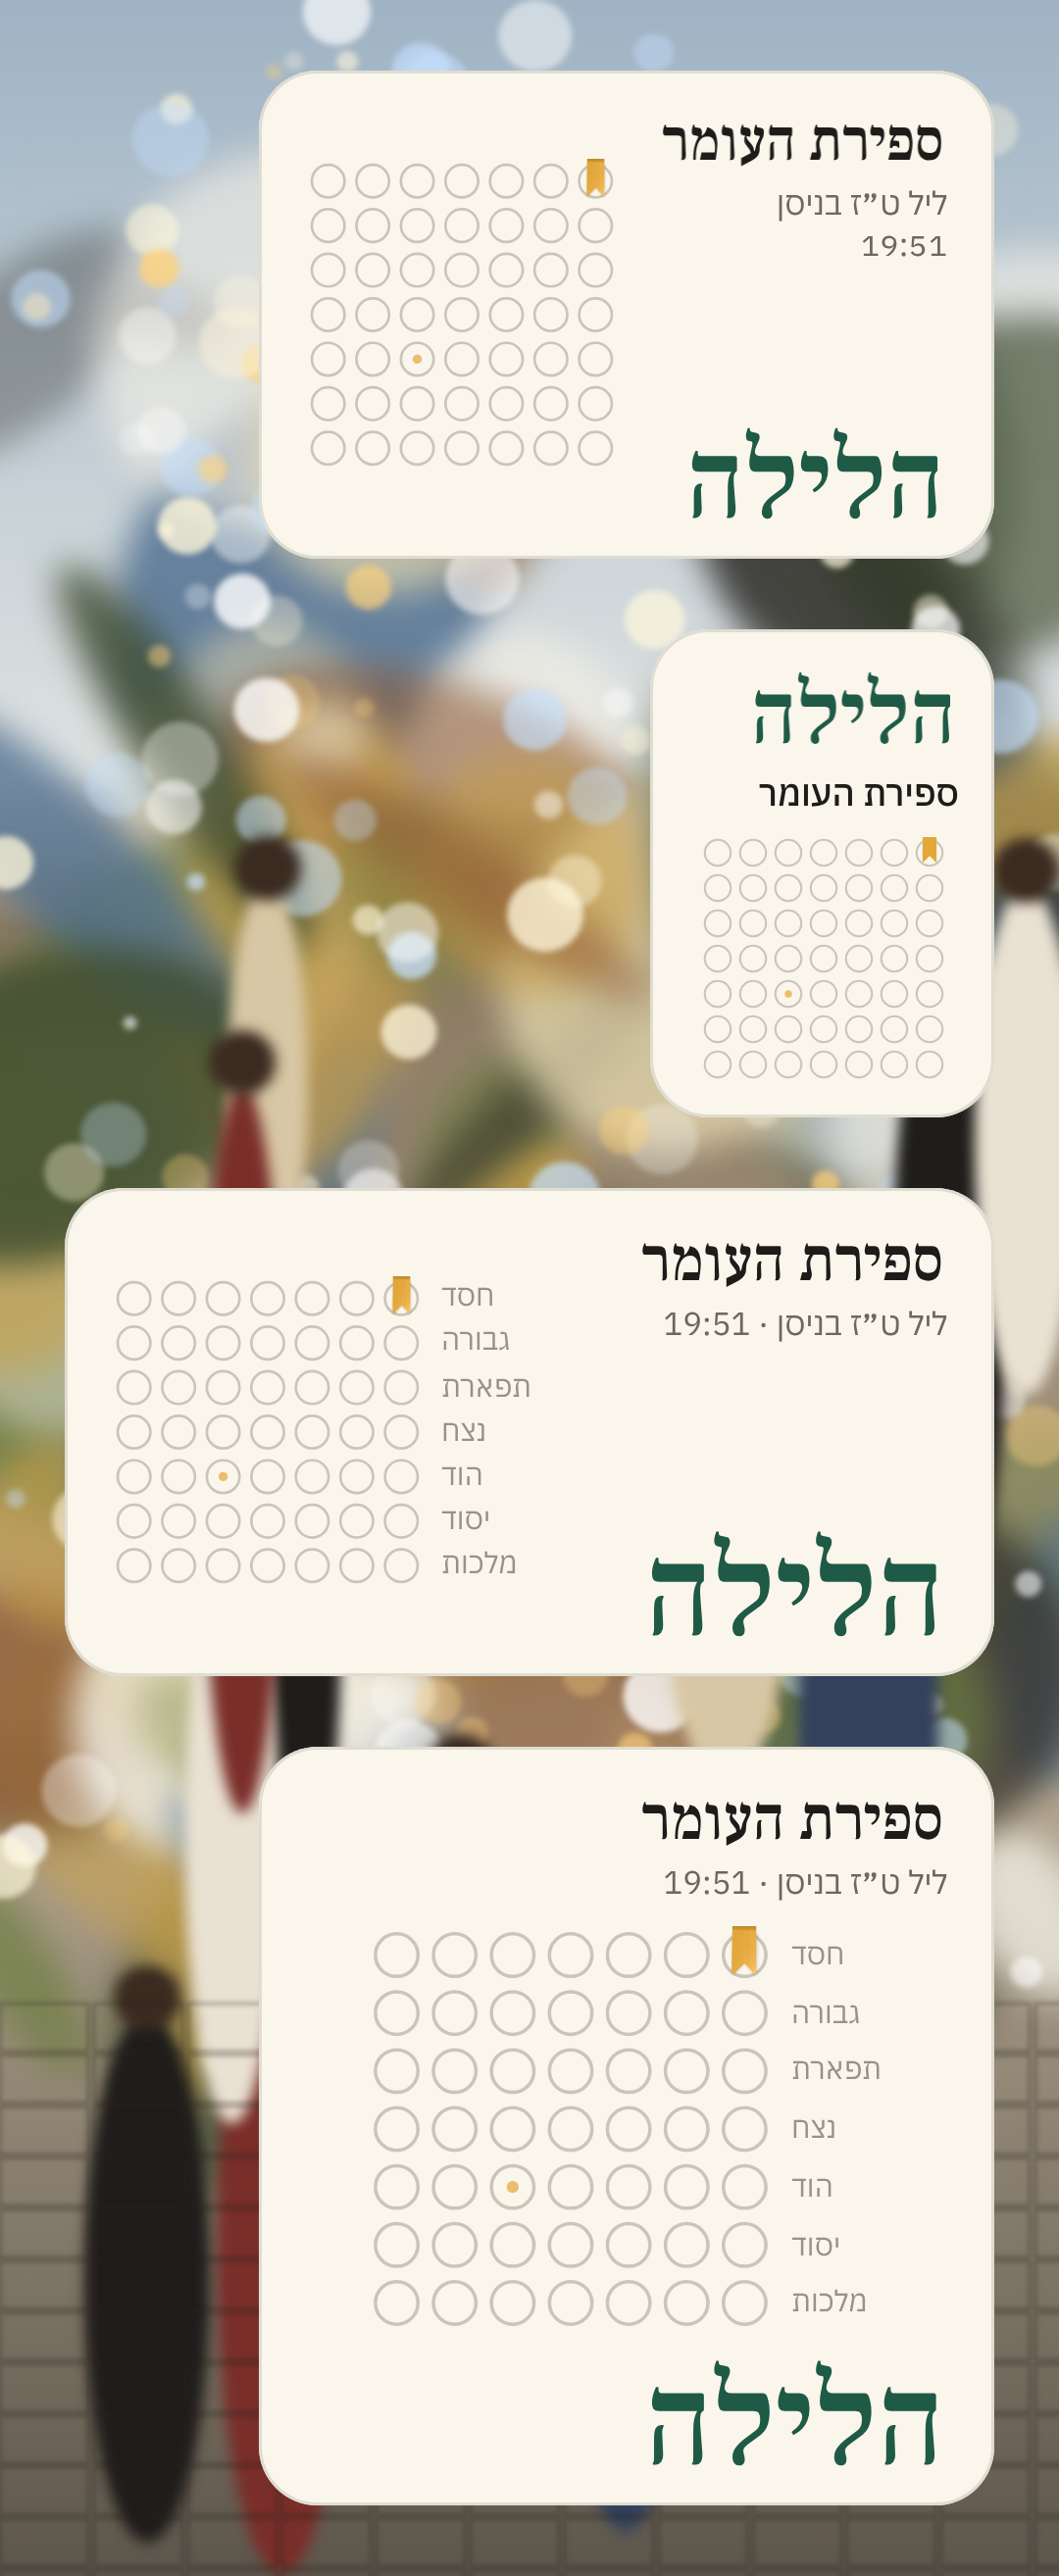 ספירת העומר
ליל ט״ז בניסן
19:51
הלילה
הלילה
ספירת העומר
ספירת העומר
ליל ט״ז בניסן · 19:51
חסד
גבורה
תפארת
נצח
הוד
יסוד
מלכות
הלילה
ספירת העומר
ליל ט״ז בניסן · 19:51
חסד
גבורה
תפארת
נצח
הוד
יסוד
מלכות
הלילה